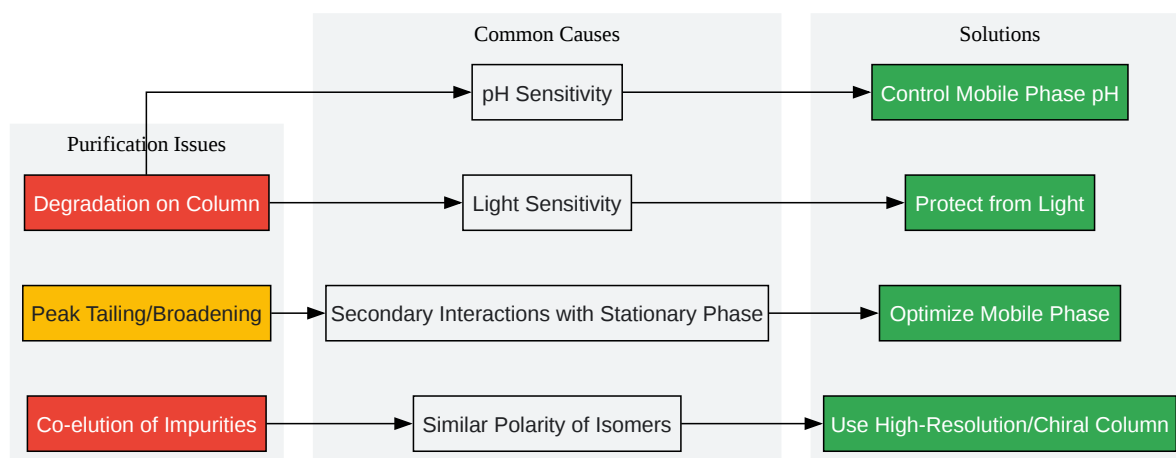 Common Causes
Solutions
pH Sensitivity
Control Mobile Phase pH
Purification Issues
Degradation on Column
Light Sensitivity
Protect from Light
Peak Tailing/Broadening
Secondary Interactions with Stationary Phase
Optimize Mobile Phase
Co-elution of Impurities
Similar Polarity of Isomers
Use High-Resolution/Chiral Column